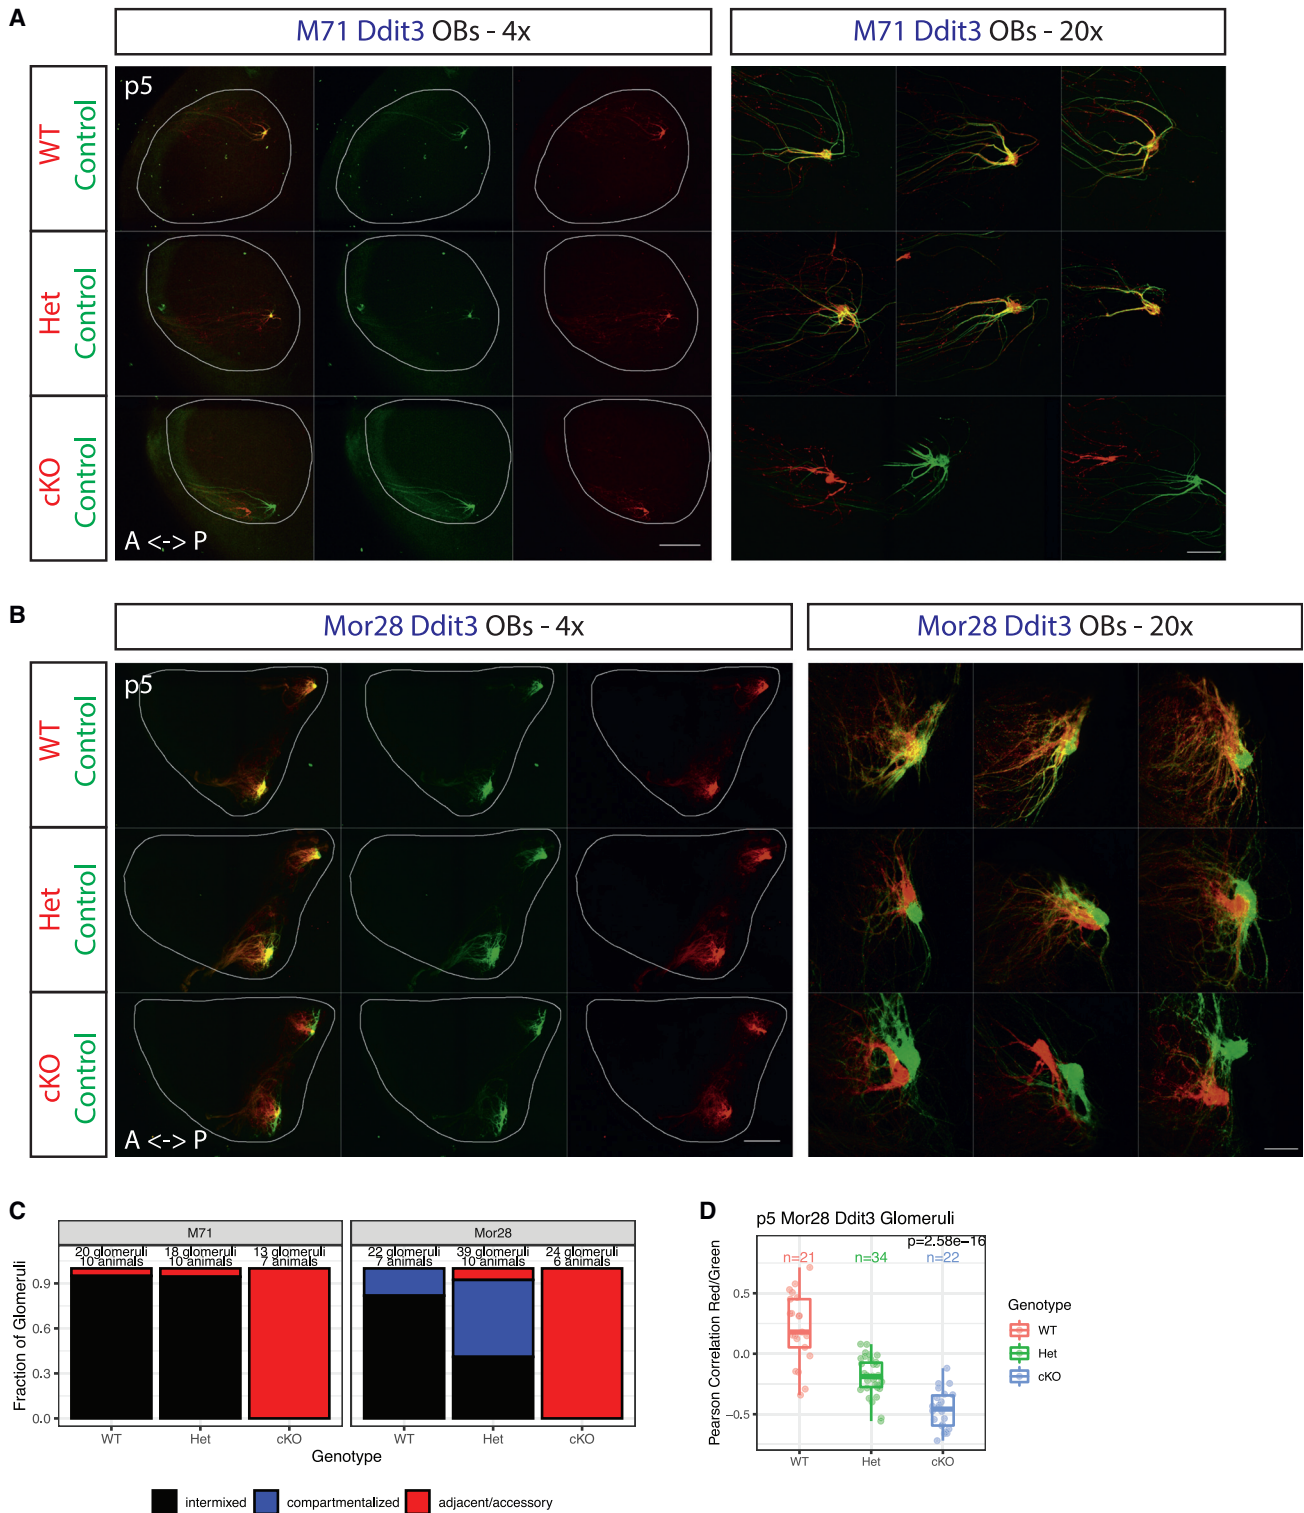 A
M71 Ddit3 OBs - 4x
M71 Ddit3 OBs - 20x
WT
Control
Het
Control
cKO
Control
p5
A <-> P
B
Mor28 Ddit3 OBs - 4x
Mor28 Ddit3 OBs - 20x
WT
Control
Het
Control
cKO
Control
p5
A <-> P
C
M71
Mor28
20 glomeruli
10 animals
18 glomeruli
10 animals
13 glomeruli
7 animals
22 glomeruli
7 animals
39 glomeruli
10 animals
24 glomeruli
6 animals
Fraction of Glomeruli
0.9
0.6
0.3
0.0
WT
Het
cKO
WT
Het
cKO
Genotype
intermixed
compartmentalized
adjacent/accessory
D
p5 Mor28 Ddit3 Glomeruli
p=2.58e-16
n=21
n=34
n=22
Pearson Correlation Red/Green
0.5
0.0
−0.5
WT
Het
cKO
Genotype
WT
Het
cKO